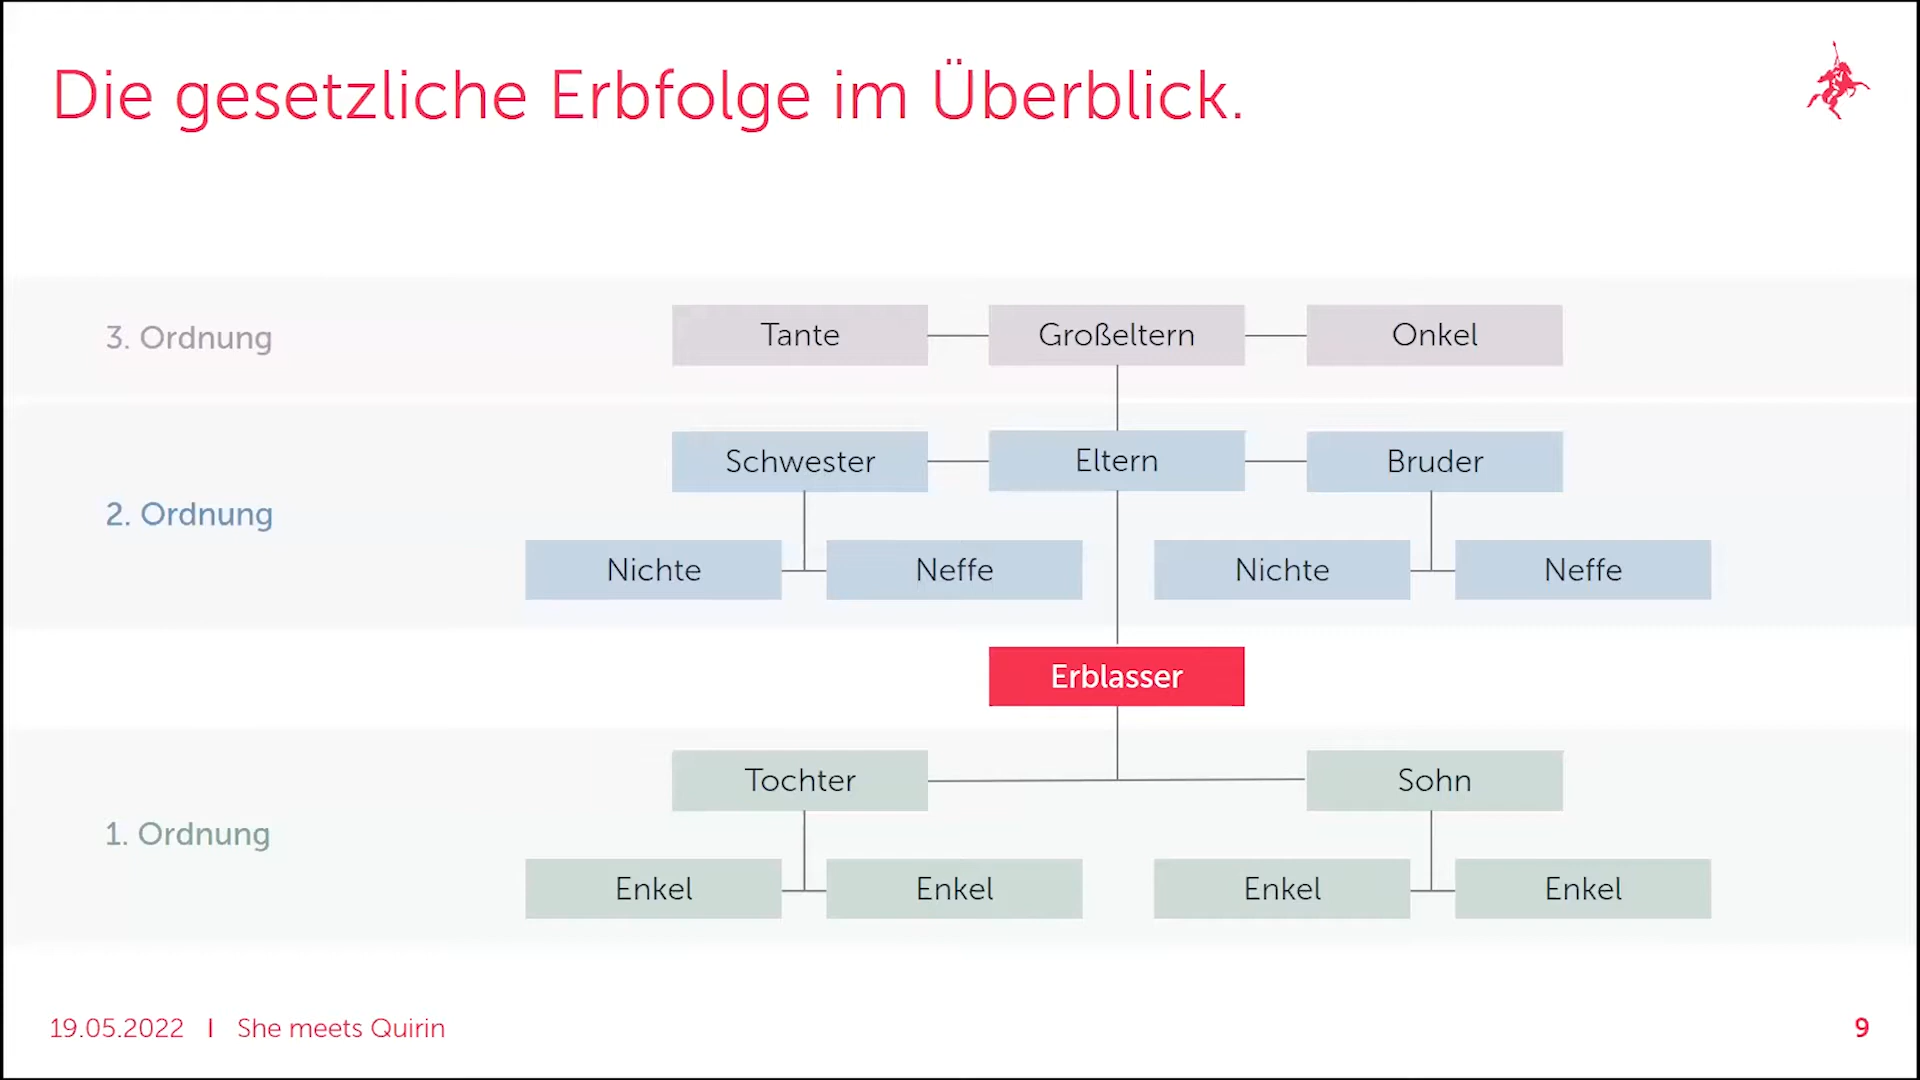 Die gesetzliche Erbfolge im Überblick.
3. Ordnung
Tante
Großeltern
Onkel
2. Ordnung
Schwester
Eltern
Bruder
Nichte
Neffe
Nichte
Neffe
Erblasser
1. Ordnung
Tochter
Sohn
Enkel
Enkel
Enkel
Enkel
19.05.2022 | She meets Quirin
9